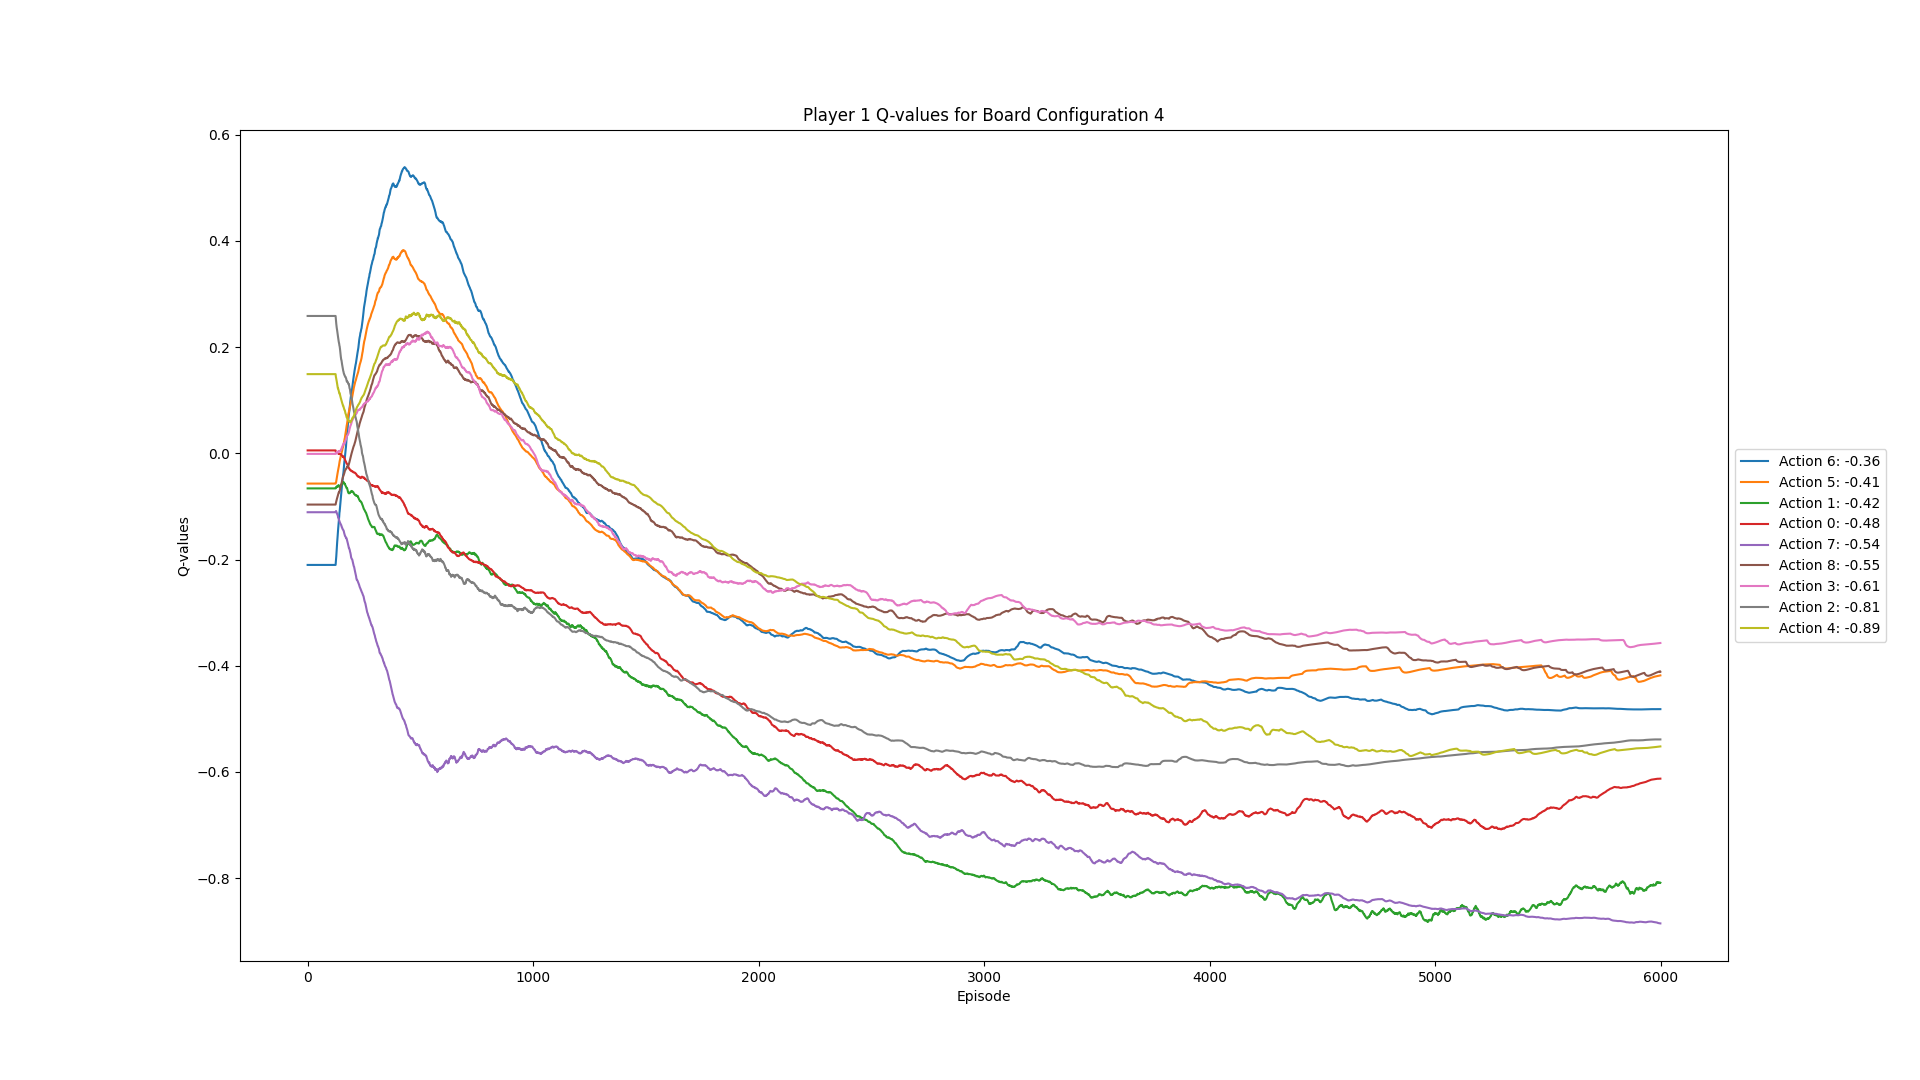 Player 1 Q-values for Board Configuration 4
0.6
0.4
0.2
0.0
−0.2
−0.4
−0.6
−0.8
Q-values
0
1000
2000
3000
4000
5000
6000
Episode
Action 6: -0.36
Action 5: -0.41
Action 1: -0.42
Action 0: -0.48
Action 7: -0.54
Action 8: -0.55
Action 3: -0.61
Action 2: -0.81
Action 4: -0.89